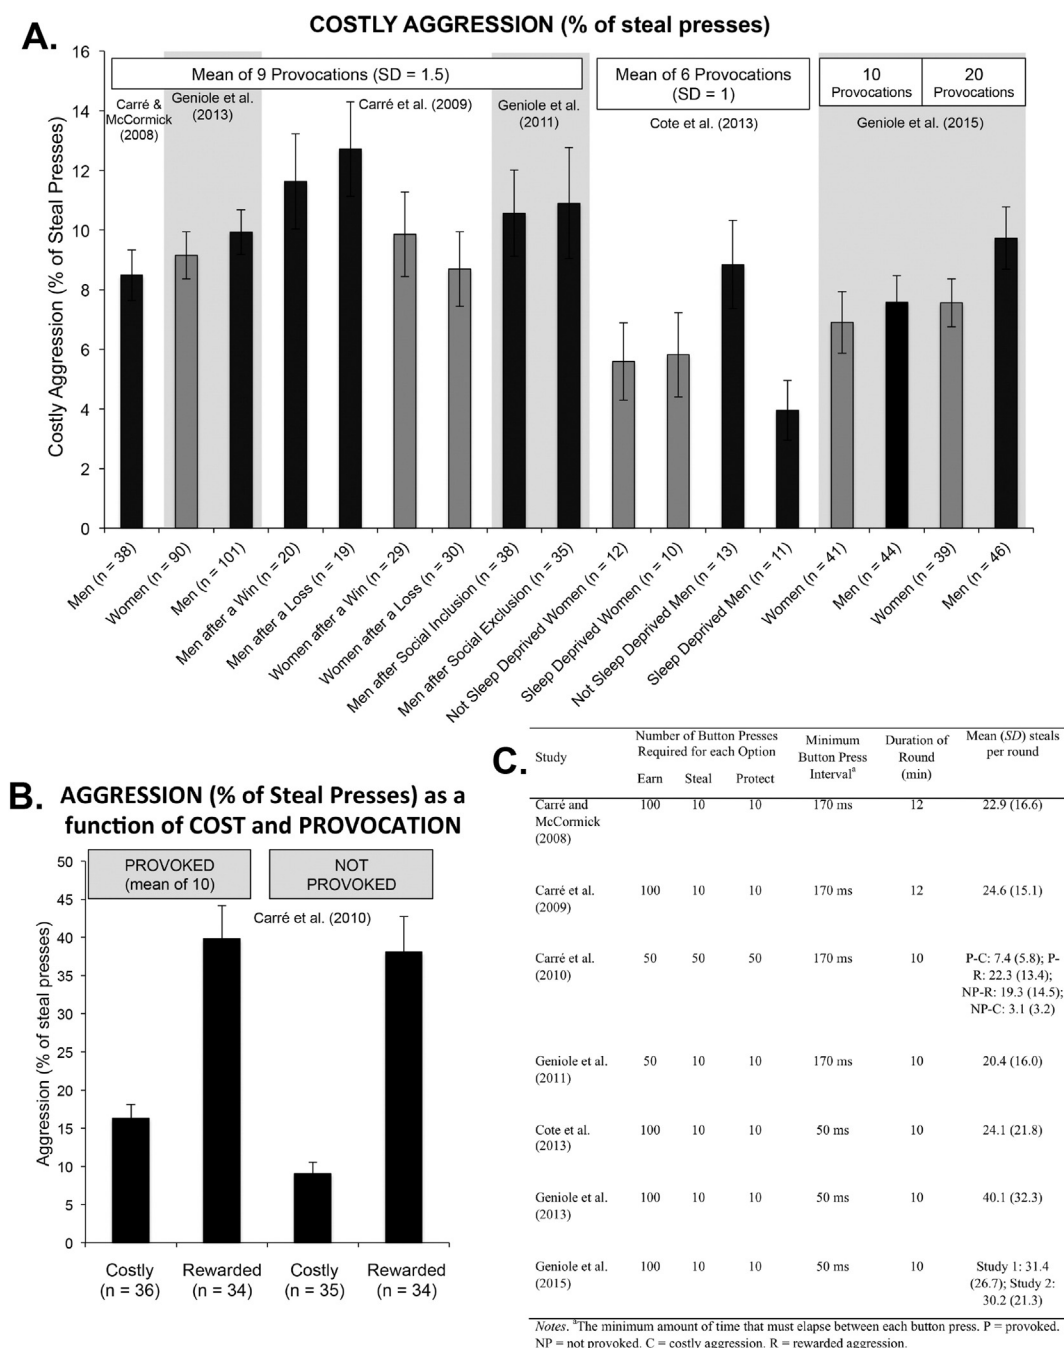 A.
COSTLY AGGRESSION (% of steal presses)
Costly Aggression (% of Steal Presses)
16
14
12
10
8
6
4
2
0
Mean of 9 Provocations (SD = 1.5)
Mean of 6 Provocations
(SD = 1)
10
Provocations
20
Provocations
Carré &
McCormick
(2008)
Geniole et al.
(2013)
Carré et al. (2009)
Geniole et al.
(2011)
Cote et al. (2013)
Geniole et al. (2015)
Men (n = 38)
Women (n = 90)
Men (n = 101)
Men after a Win (n = 20)
Men after a Loss (n = 19)
Women after a Win (n = 29)
Women after a Loss (n = 30)
Men after Social Inclusion (n = 38)
Men after Social Exclusion (n = 35)
Not Sleep Deprived Women (n = 12)
Sleep Deprived Women (n = 10)
Not Sleep Deprived Men (n = 13)
Sleep Deprived Men (n = 11)
Women (n = 41)
Men (n = 44)
Women (n = 39)
Men (n = 46)
B.
AGGRESSION (% of Steal Presses) as a
function of COST and PROVOCATION
Aggression (% of steal presses)
50
45
40
35
30
25
20
15
10
5
0
PROVOKED
(mean of 10)
NOT
PROVOKED
Carré et al. (2010)
Costly
(n = 36)
Rewarded
(n = 34)
Costly
(n = 35)
Rewarded
(n = 34)
C.
Study
Number of Button Presses
Required for each Option
Earn Steal Protect
Minimum
Button Press
Intervalᵃ
Duration of
Round
(min)
Mean (SD) steals
per round
Carré and 100 10 10 170 ms 12 22.9 (16.6)
McCormick
(2008)
Carré et al. 100 10 10 170 ms 12 24.6 (15.1)
(2009)
Carré et al. 50 50 50 170 ms 10 P-C: 7.4 (5.8); P-
(2010) R: 22.3 (13.4);
NP-R: 19.3 (14.5);
NP-C: 3.1 (3.2)
Geniole et al. 50 10 10 170 ms 10 20.4 (16.0)
(2011)
Cote et al. 100 10 10 50 ms 10 24.1 (21.8)
(2013)
Geniole et al. 100 10 10 50 ms 10 40.1 (32.3)
(2013)
Geniole et al. 100 10 10 50 ms 10 Study 1: 31.4
(2015) (26.7); Study 2:
30.2 (21.3)
Notes. ᵃThe minimum amount of time that must elapse between each button press. P = provoked.
NP = not provoked. C = costly aggression. R = rewarded aggression.